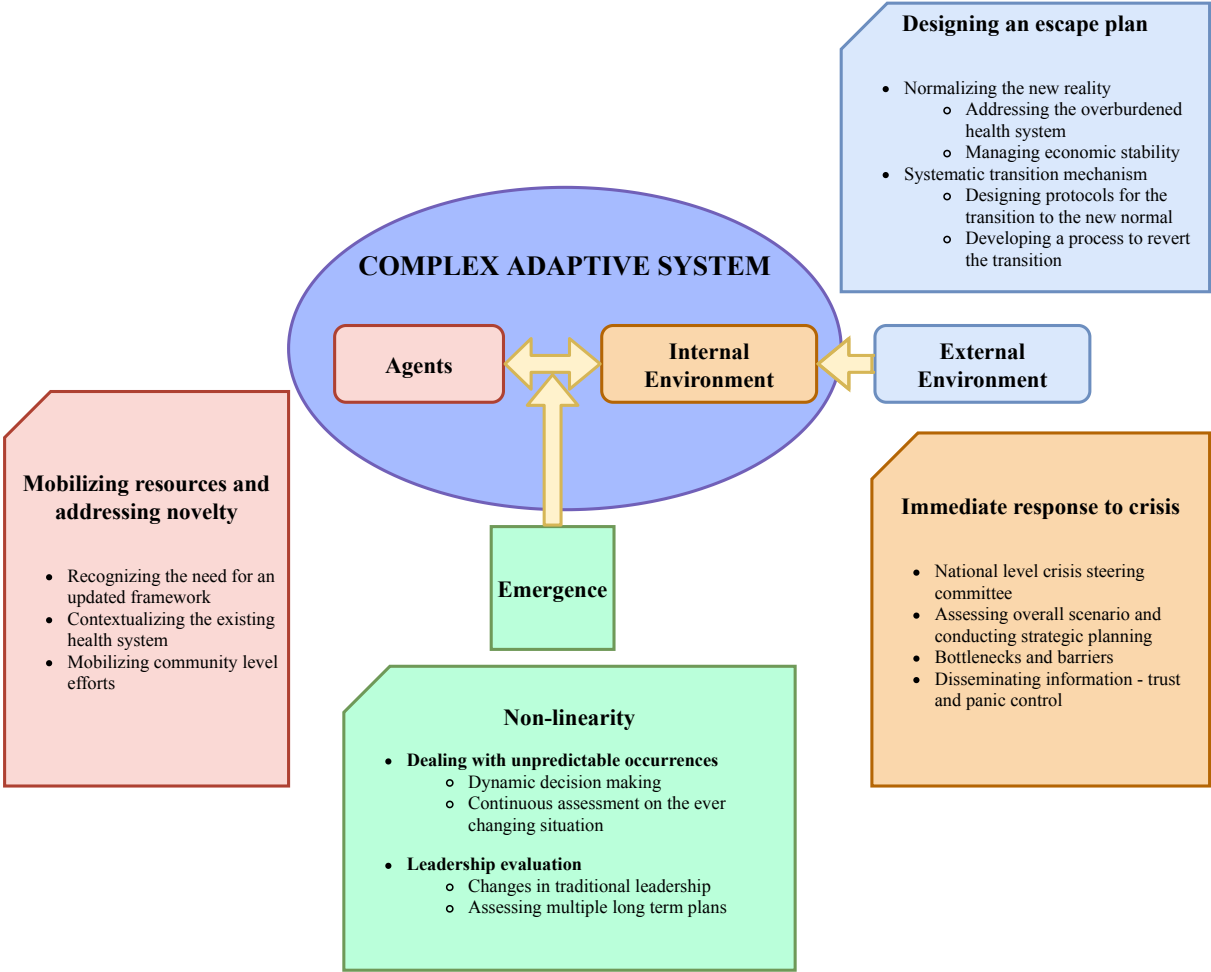 Designing an escape plan
• Normalizing the new reality
o Addressing the overburdened
health system
o Managing economic stability
• Systematic transition mechanism
o Designing protocols for the
transition to the new normal
o Developing a process to revert
the transition
COMPLEX ADAPTIVE SYSTEM
Agents
Internal
Environment
External
Environment
Mobilizing resources and
addressing novelty
• Recognizing the need for an
updated framework
• Contextualizing the existing
health system
• Mobilizing community level
efforts
Immediate response to crisis
• National level crisis steering
committee
• Assessing overall scenario and
conducting strategic planning
• Bottlenecks and barriers
• Disseminating information - trust
and panic control
Emergence
Non-linearity
• Dealing with unpredictable occurrences
o Dynamic decision making
o Continuous assessment on the ever
changing situation
• Leadership evaluation
o Changes in traditional leadership
o Assessing multiple long term plans